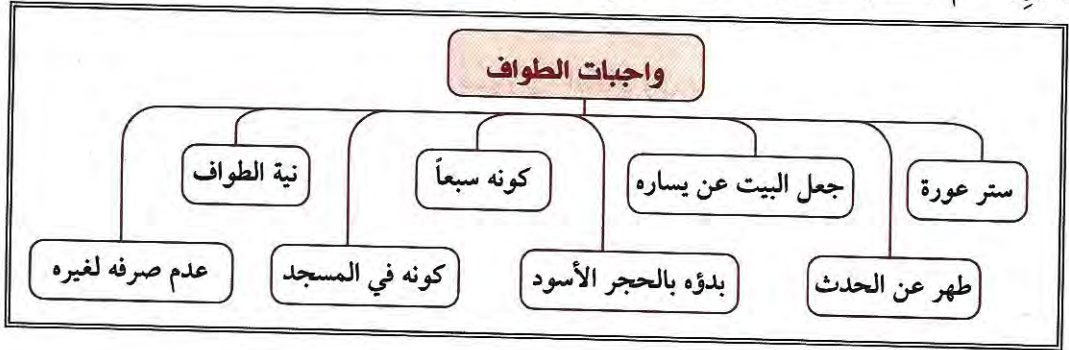 واجبات الطواف
ستر عورة
طهر عن الحدث
جعل البيت عن يساره
بدؤه بالحجر الأسود
كونه سبعاً
كونه في المسجد
نية الطواف
عدم صرفه لغيره